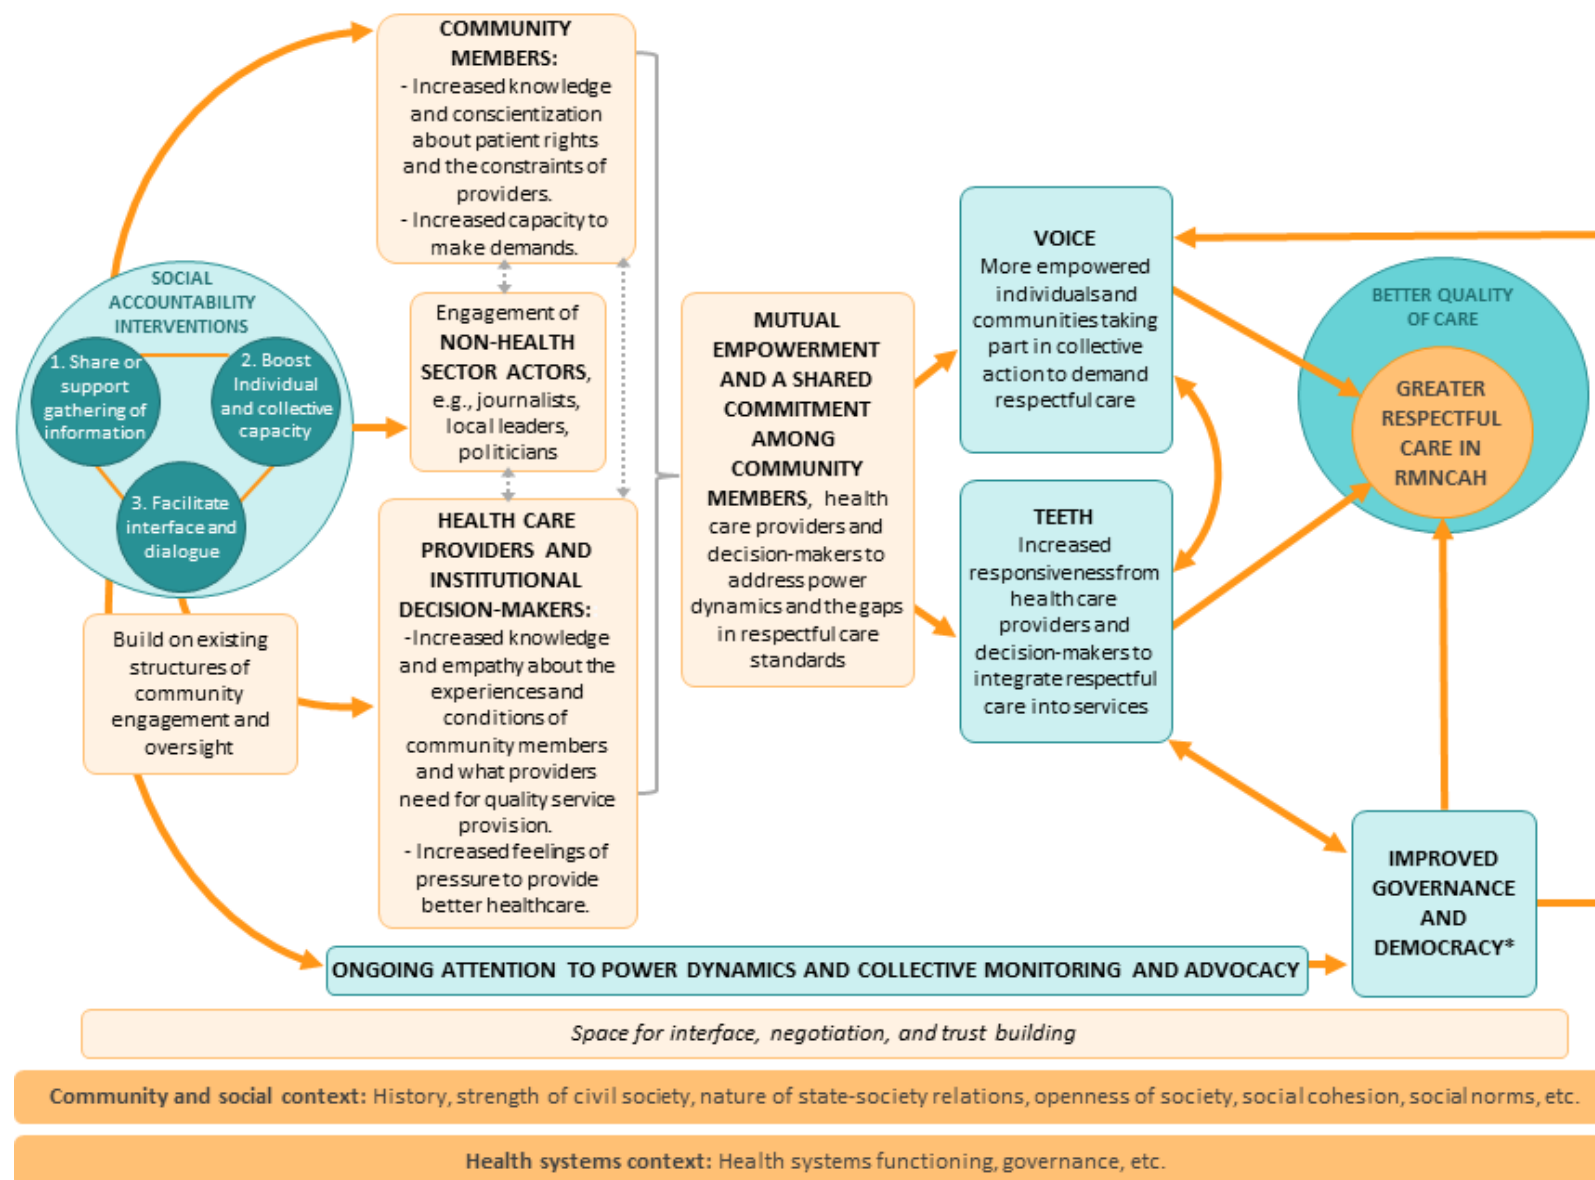 COMMUNITY
MEMBERS:
- Increased knowledge
and conscientization
about patient rights
and the constraints of
providers.
- Increased capacity to
make demands.
SOCIAL
ACCOUNTABILITY
INTERVENTIONS
1. Share or
support
gathering of
information
2. Boost
Individual
and collective
capacity
3. Facilitate
interface and
dialogue
Build on existing
structures of
community
engagement and
oversight
Engagement of
NON-HEALTH
SECTOR ACTORS,
e.g., journalists,
local leaders,
politicians
HEALTH CARE
PROVIDERS AND
INSTITUTIONAL
DECISION-MAKERS:
-Increased knowledge
and empathy about the
experiences and
conditions of
community members
and what providers
need for quality service
provision.
- Increased feelings of
pressure to provide
better healthcare.
MUTUAL
EMPOWERMENT
AND A SHARED
COMMITMENT
AMONG
COMMUNITY
MEMBERS, health
care providers and
decision-makers to
address power
dynamics and the gaps
in respectful care
standards
VOICE
More empowered
individuals and
communities taking
part in collective
action to demand
respectful care
TEETH
Increased
responsiveness from
health care
providers and
decision-makers to
integrate respectful
care into services
BETTER QUALITY
OF CARE
GREATER
RESPECTFUL
CARE IN
RMNCAH
IMPROVED
GOVERNANCE
AND
DEMOCRACY*
ONGOING ATTENTION TO POWER DYNAMICS AND COLLECTIVE MONITORING AND ADVOCACY
Space for interface, negotiation, and trust building
Community and social context: History, strength of civil society, nature of state-society relations, openness of society, social cohesion, social norms, etc.
Health systems context: Health systems functioning, governance, etc.